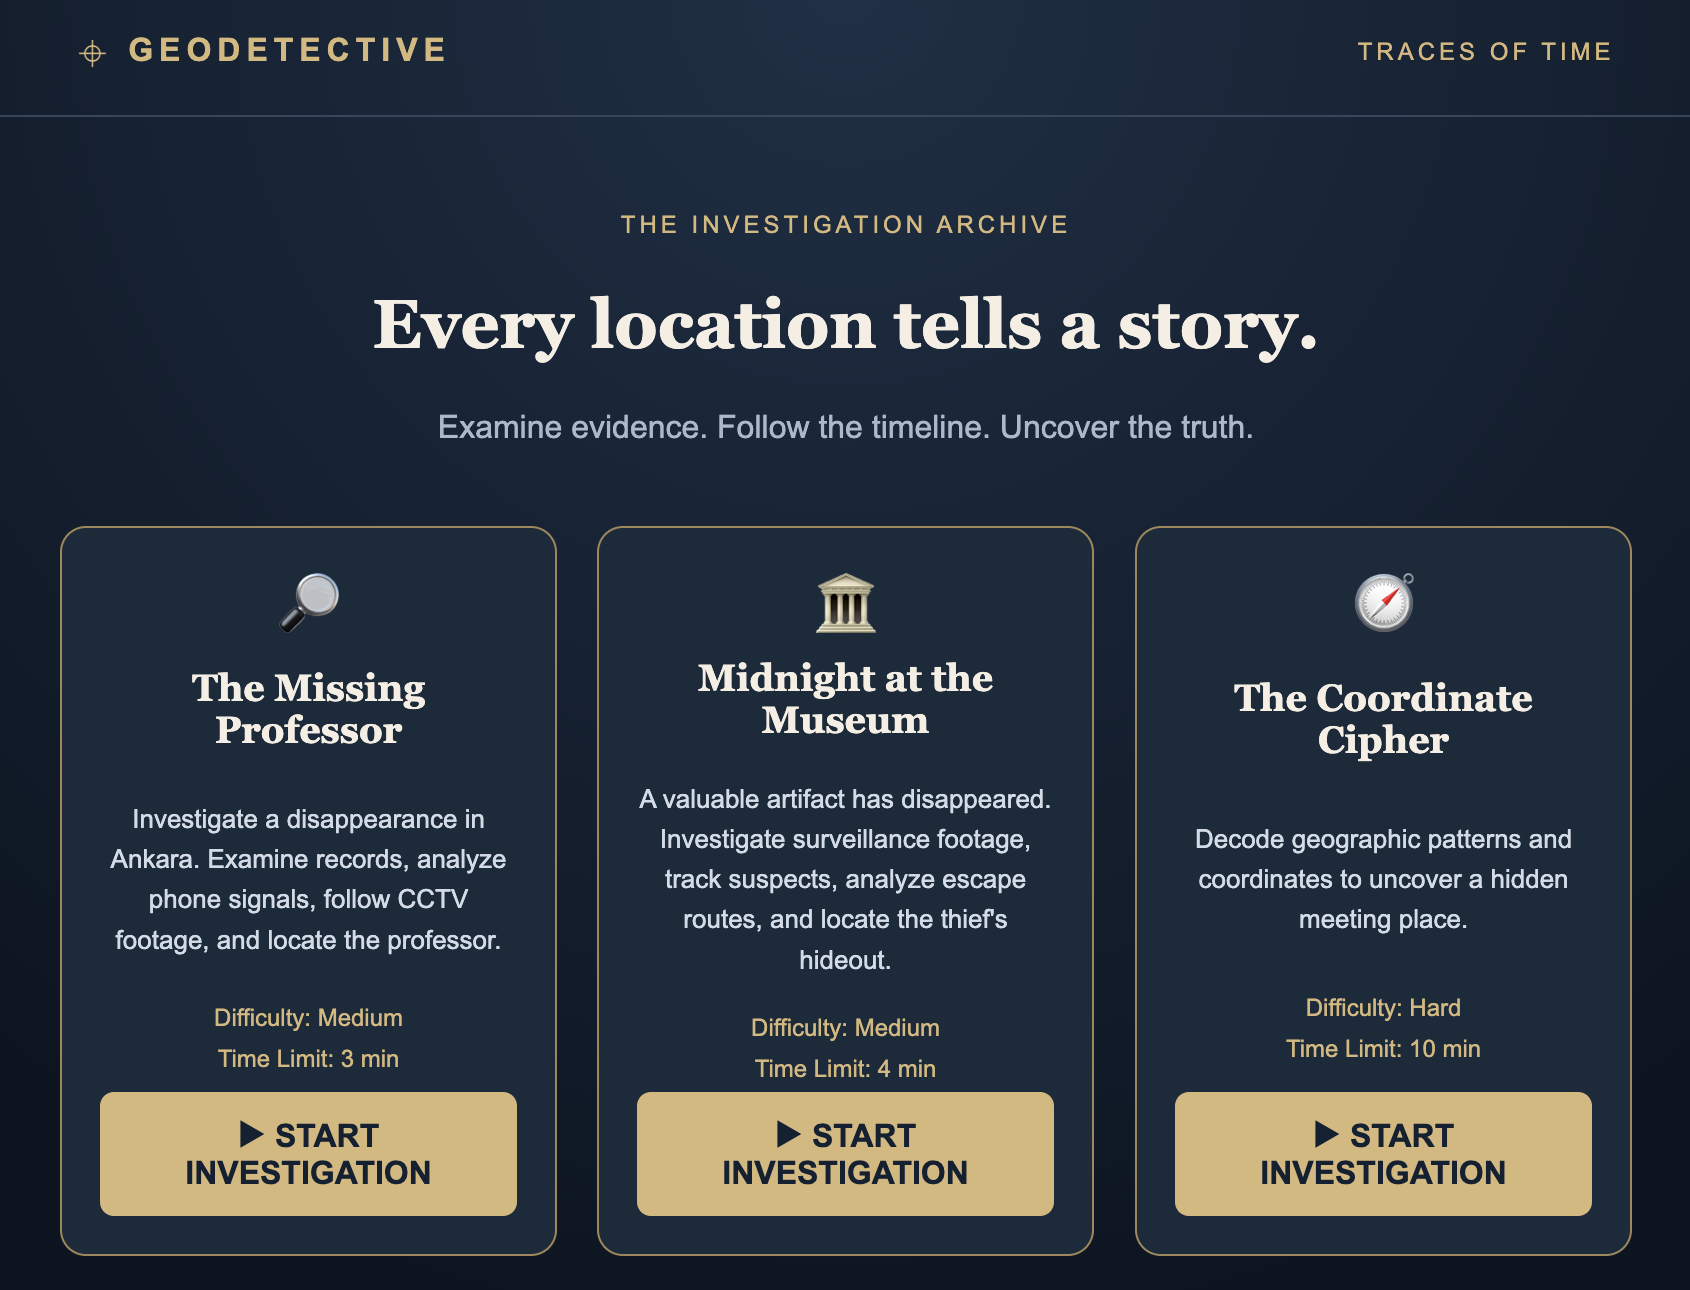 GEODETECTIVE
TRACES OF TIME
THE INVESTIGATION ARCHIVE
Every location tells a story.
Examine evidence. Follow the timeline. Uncover the truth.
The Missing
Professor
Investigate a disappearance in
Ankara. Examine records, analyze
phone signals, follow CCTV
footage, and locate the professor.
Difficulty: Medium
Time Limit: 3 min
▶ START
INVESTIGATION
Midnight at the
Museum
A valuable artifact has disappeared.
Investigate surveillance footage,
track suspects, analyze escape
routes, and locate the thief's
hideout.
Difficulty: Medium
Time Limit: 4 min
▶ START
INVESTIGATION
The Coordinate
Cipher
Decode geographic patterns and
coordinates to uncover a hidden
meeting place.
Difficulty: Hard
Time Limit: 10 min
▶ START
INVESTIGATION